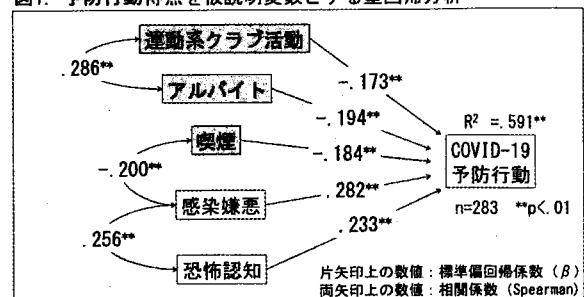 図1. 予防行動得点を被説明変数とする重回帰分析
運動系クラブ活動
.286**
アルバイト
-.173**
-.194**
喫煙
-.184**
-.200**
感染嫌悪
.282**
.256**
恐怖認知
.233**
R² =.591**
COVID-19
予防行動
n=283 **p<.01
片矢印上の数値:標準偏回帰係数(β)
両矢印上の数値:相関係数(Spearman)